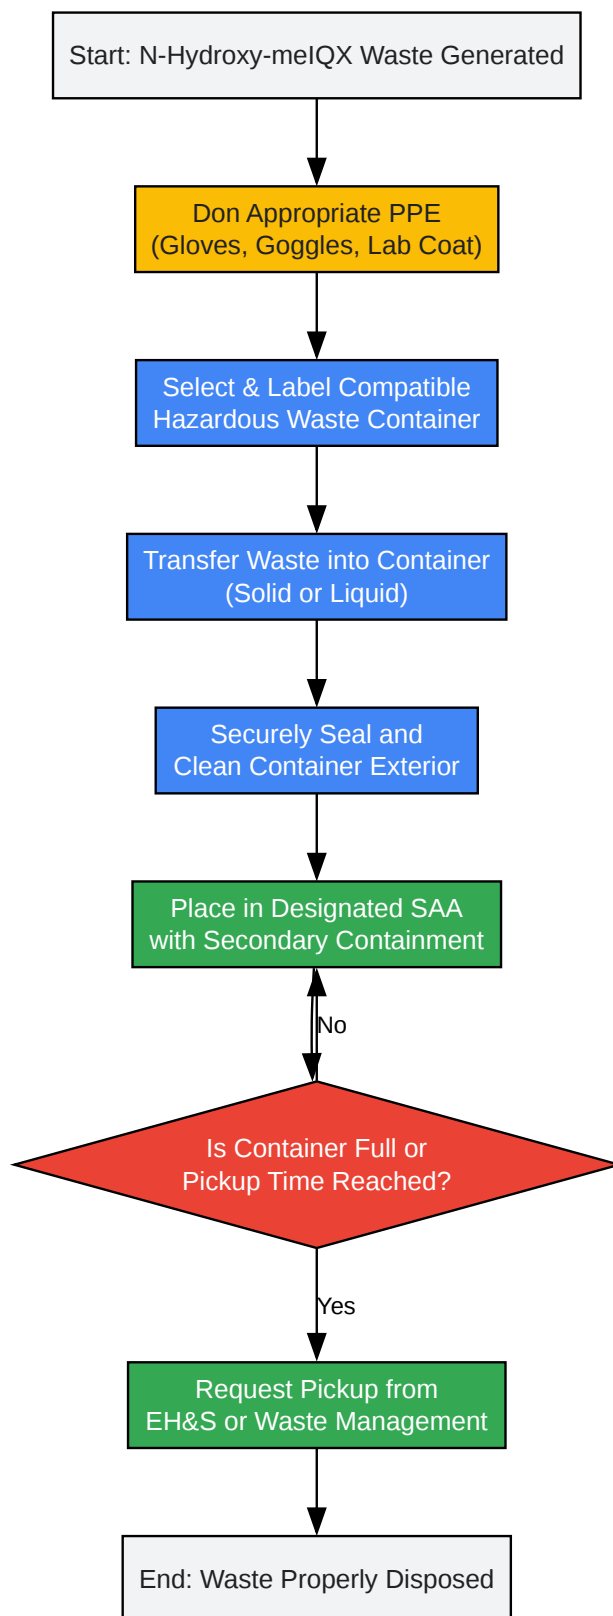 Start: N-Hydroxy-meIQX Waste Generated
Don Appropriate PPE
(Gloves, Goggles, Lab Coat)
Select & Label Compatible
Hazardous Waste Container
Transfer Waste into Container
(Solid or Liquid)
Securely Seal and
Clean Container Exterior
Place in Designated SAA
with Secondary Containment
No
Is Container Full or
Pickup Time Reached?
Yes
Request Pickup from
EH&S or Waste Management
End: Waste Properly Disposed